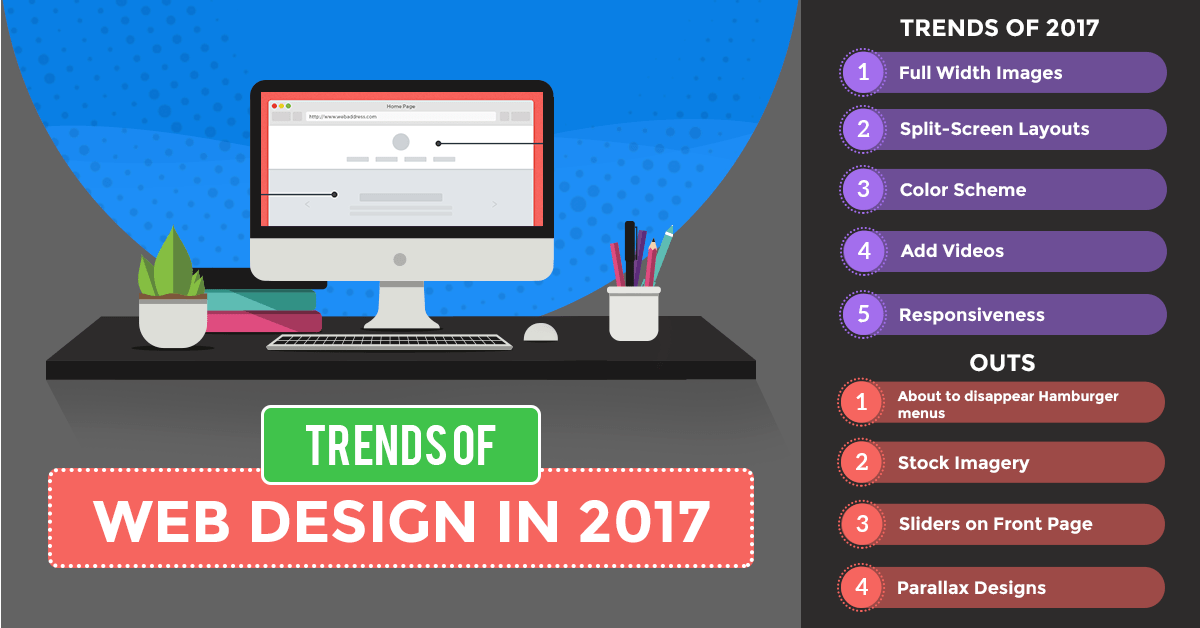 Home Page
http://www.webaddress.com
TRENDS OF
WEB DESIGN IN 2017
TRENDS OF 2017
1 Full Width Images
2 Split-Screen Layouts
3 Color Scheme
4 Add Videos
5 Responsiveness
OUTS
1 About to disappear Hamburger
menus
2 Stock Imagery
3 Sliders on Front Page
4 Parallax Designs